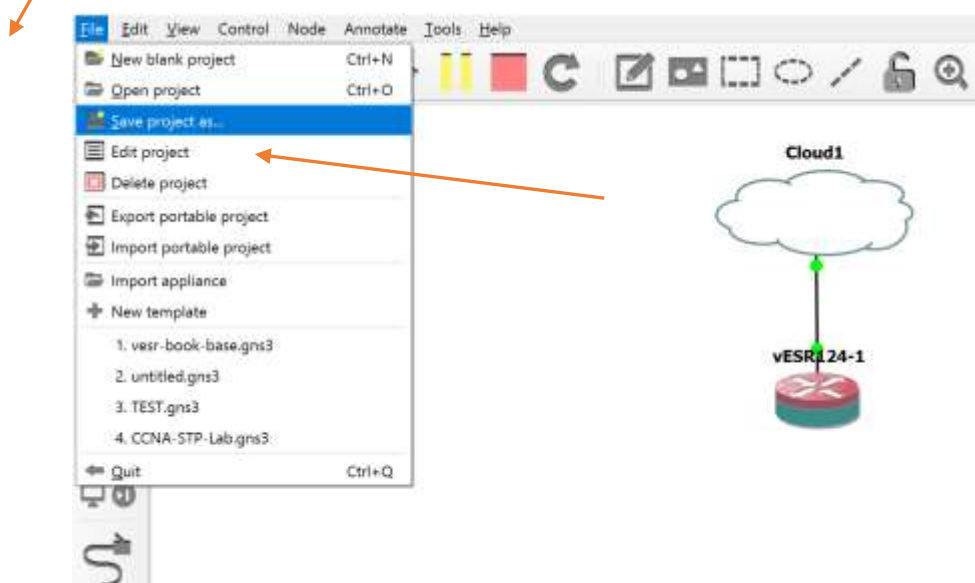 File Edit View Control Node Annotate Tools Help
New blank project Ctrl+N
Open project Ctrl+O
Save project as...
Edit project
Delete project
Export portable project
Import portable project
Import appliance
New template
1. vesr-book-base.gns3
2. untitled.gns3
3. TEST.gns3
4. CCNA-STP-Lab.gns3
Quit Ctrl+Q
Cloud1
vESR124-1